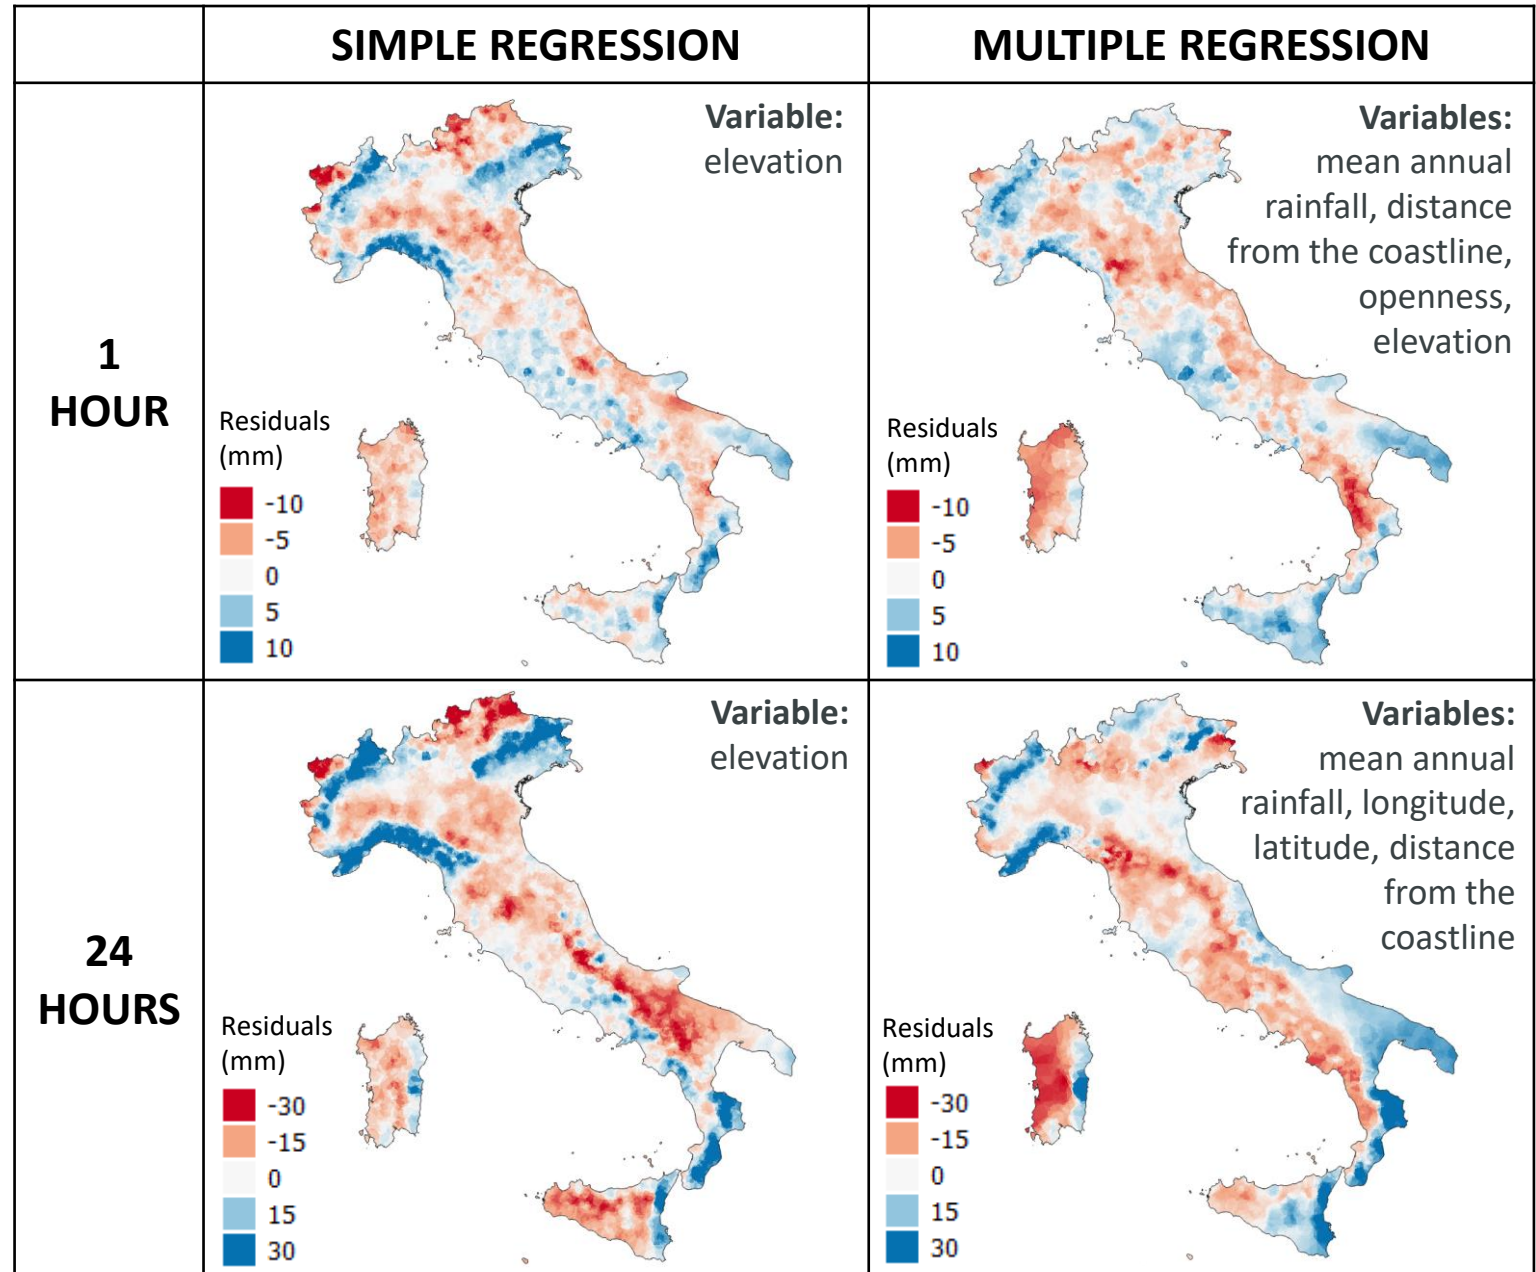 SIMPLE REGRESSION
MULTIPLE REGRESSION
1
HOUR
Variable:
elevation
Residuals
(mm)
-10
-5
0
5
10
Variables:
mean annual
rainfall, distance
from the coastline,
openness,
elevation
Residuals
(mm)
-10
-5
0
5
10
24
HOURS
Variable:
elevation
Residuals
(mm)
-30
-15
0
15
30
Variables:
mean annual
rainfall, longitude,
latitude, distance
from the
coastline
Residuals
(mm)
-30
-15
0
15
30